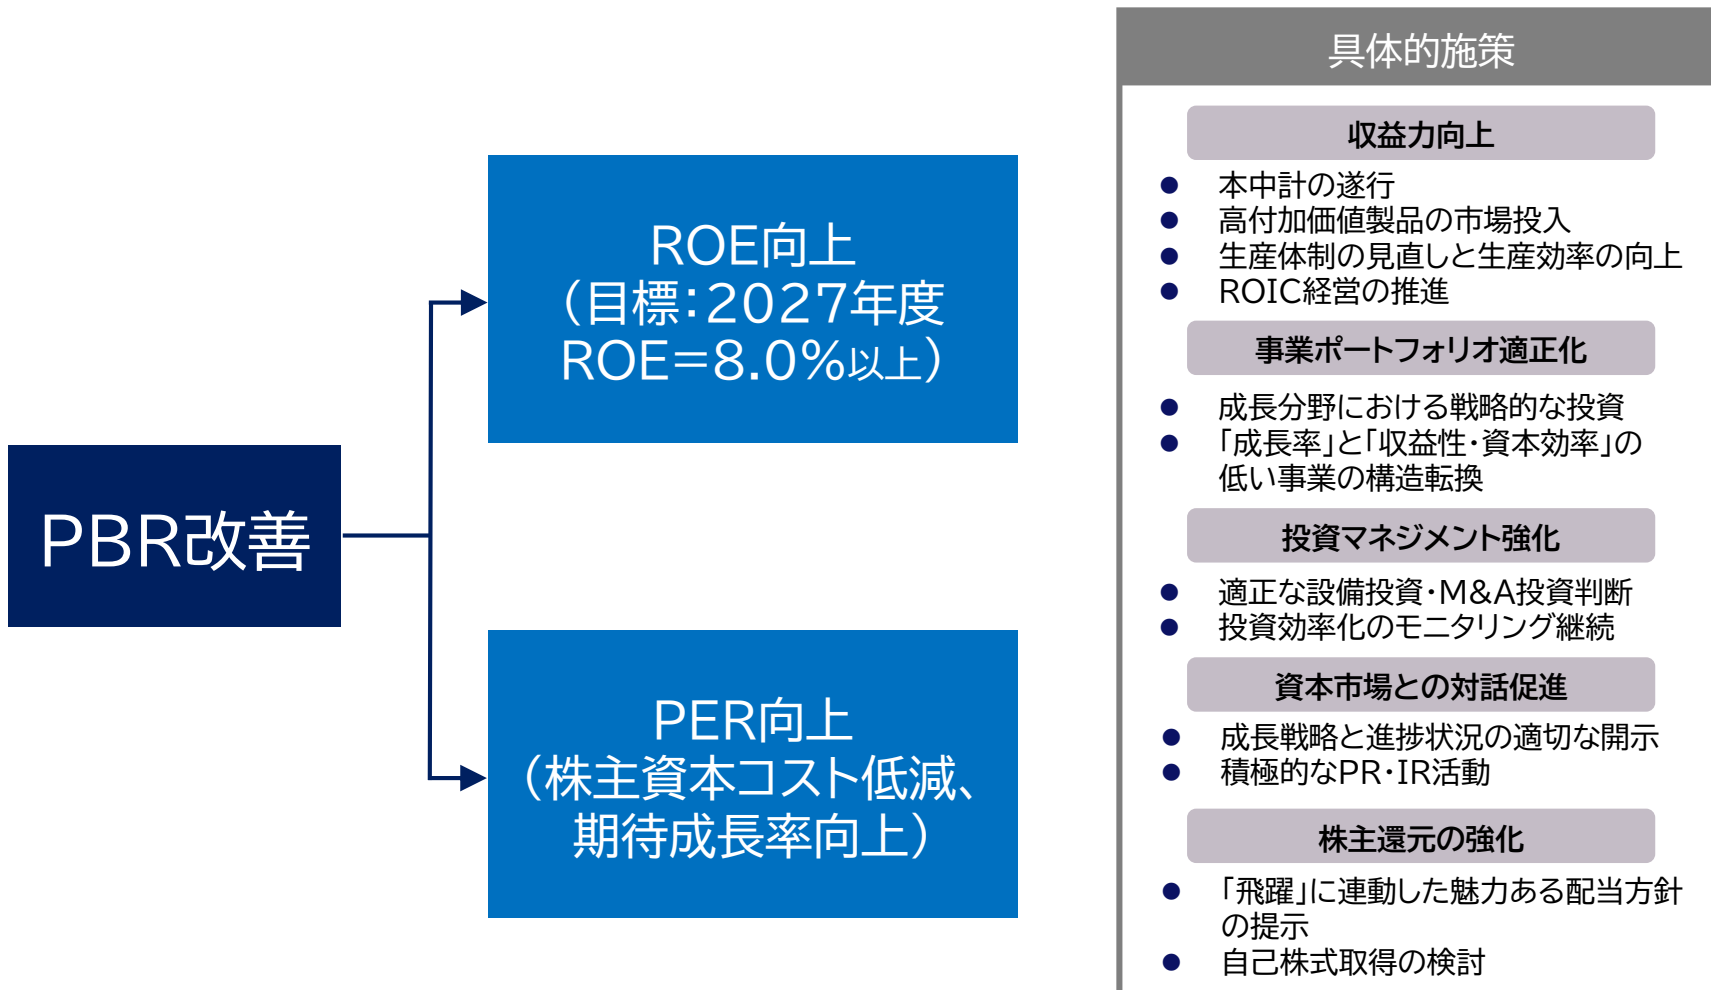 PBR改善
ROE向上
（目標：2027年度
ROE＝8.0％以上）
PER向上
（株主資本コスト低減、
期待成長率向上）
具体的施策
収益力向上
● 本中計の遂行
● 高付加価値製品の市場投入
● 生産体制の見直しと生産効率の向上
● ROIC経営の推進
事業ポートフォリオ適正化
● 成長分野における戦略的な投資
● 「成長率」と「収益性・資本効率」の
低い事業の構造転換
投資マネジメント強化
● 適正な設備投資・M&A投資判断
● 投資効率化のモニタリング継続
資本市場との対話促進
● 成長戦略と進捗状況の適切な開示
● 積極的なPR・IR活動
株主還元の強化
● 「飛躍」に連動した魅力ある配当方針
の提示
● 自己株式取得の検討